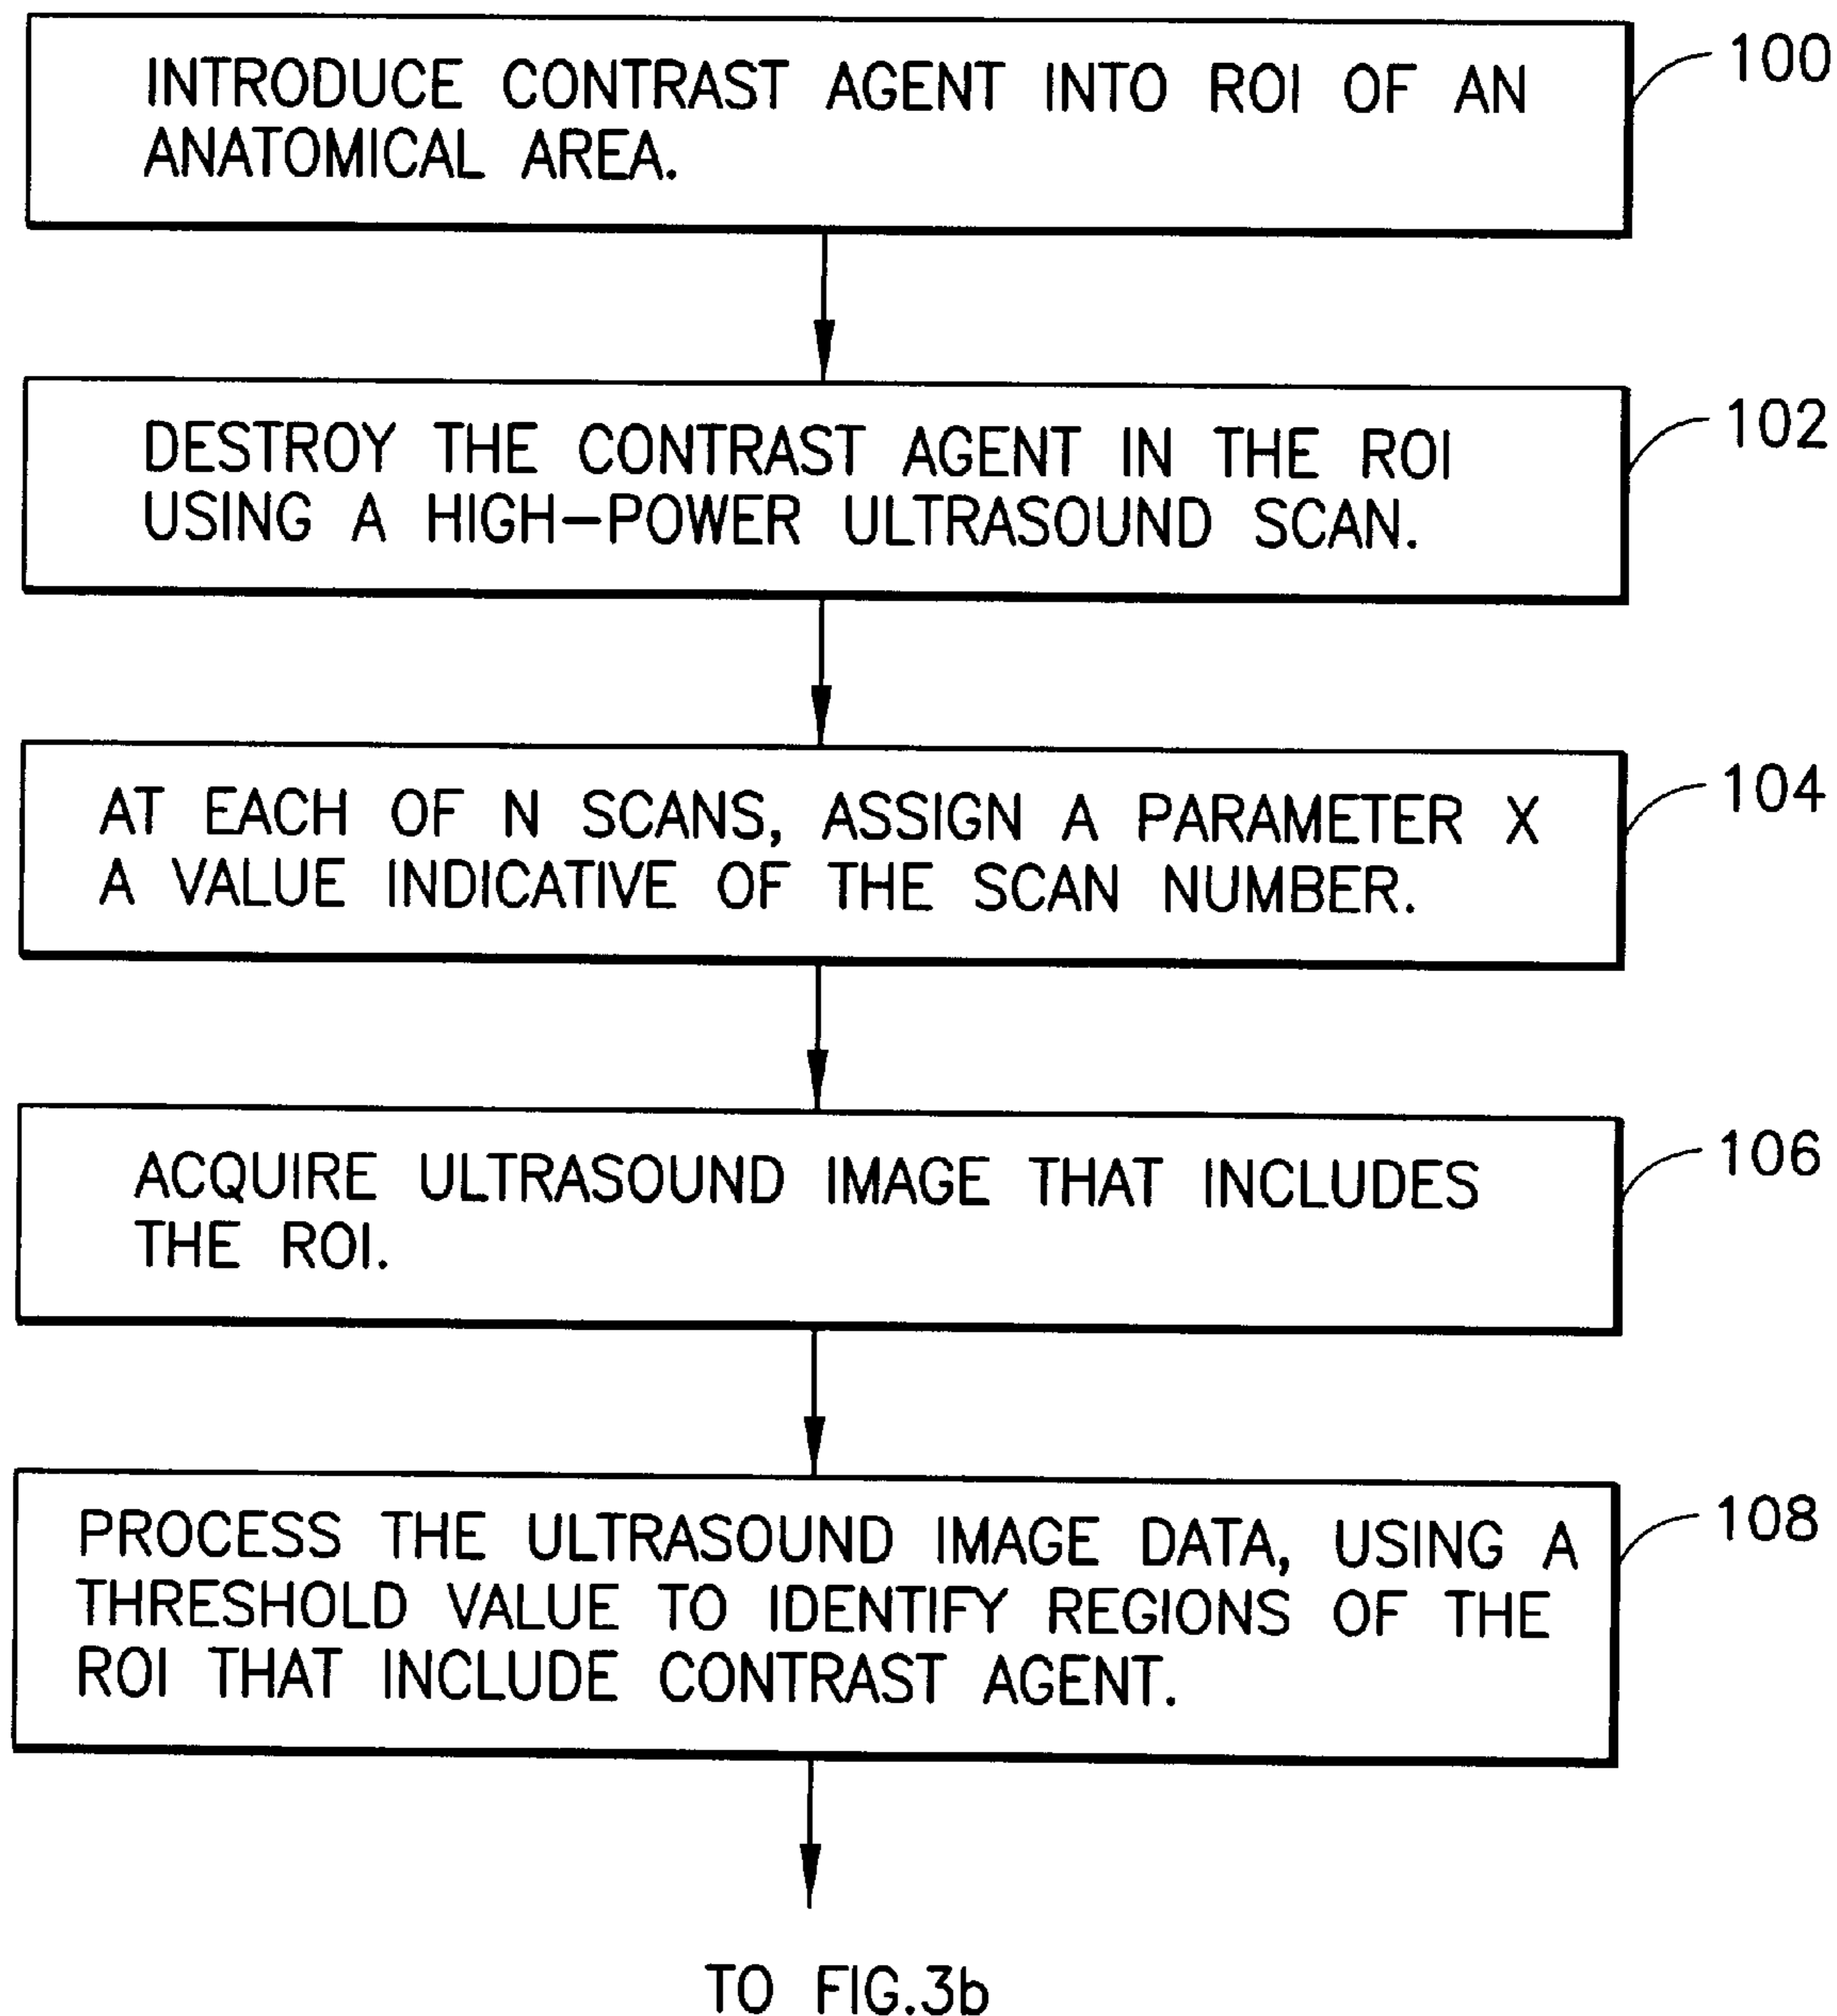 INTRODUCE CONTRAST AGENT INTO ROI OF AN
ANATOMICAL AREA.
100
DESTROY THE CONTRAST AGENT IN THE ROI
USING A HIGH-POWER ULTRASOUND SCAN.
102
AT EACH OF N SCANS, ASSIGN A PARAMETER X
A VALUE INDICATIVE OF THE SCAN NUMBER.
104
ACQUIRE ULTRASOUND IMAGE THAT INCLUDES
THE ROI.
106
PROCESS THE ULTRASOUND IMAGE DATA, USING A
THRESHOLD VALUE TO IDENTIFY REGIONS OF THE
ROI THAT INCLUDE CONTRAST AGENT.
108
TO FIG.3b